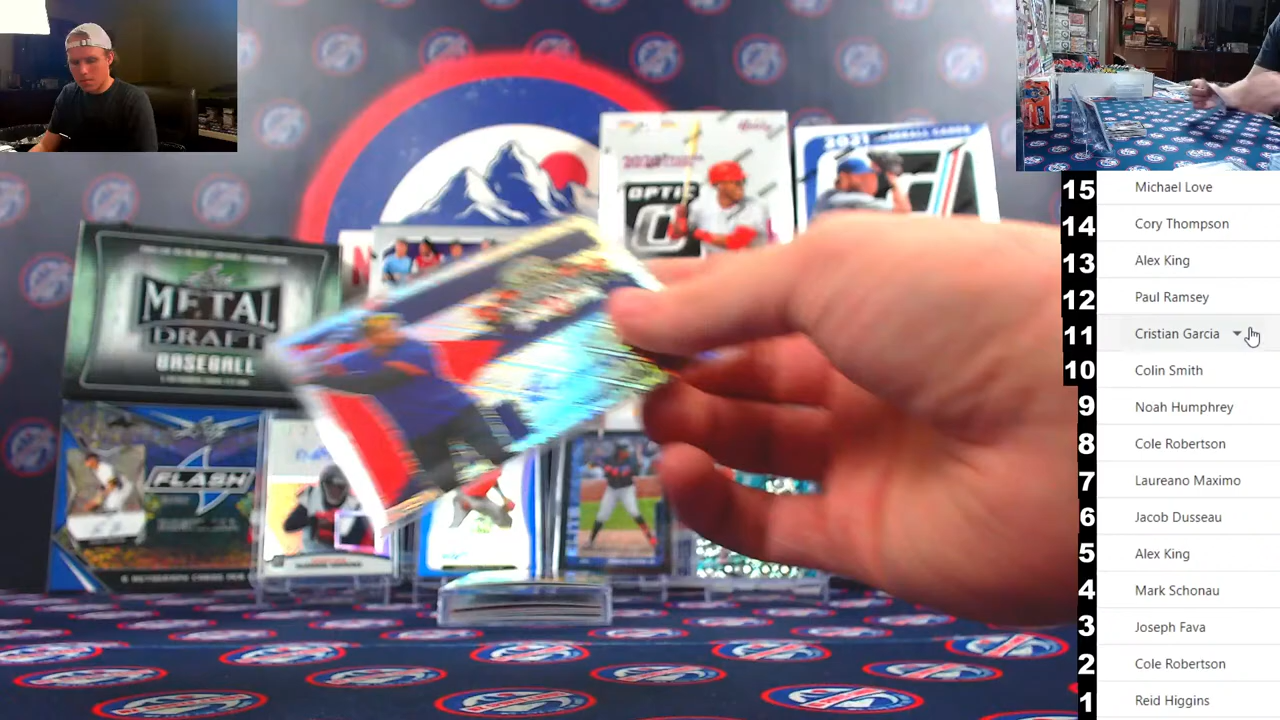 METAL
DRAFT
BASEBALL
FLASH
OPTIC
2021
15 Michael Love
14 Cory Thompson
13 Alex King
12 Paul Ramsey
11 Cristian Garcia
10 Colin Smith
9 Noah Humphrey
8 Cole Robertson
7 Laureano Maximo
6 Jacob Dusseau
5 Alex King
4 Mark Schonau
3 Joseph Fava
2 Cole Robertson
1 Reid Higgins